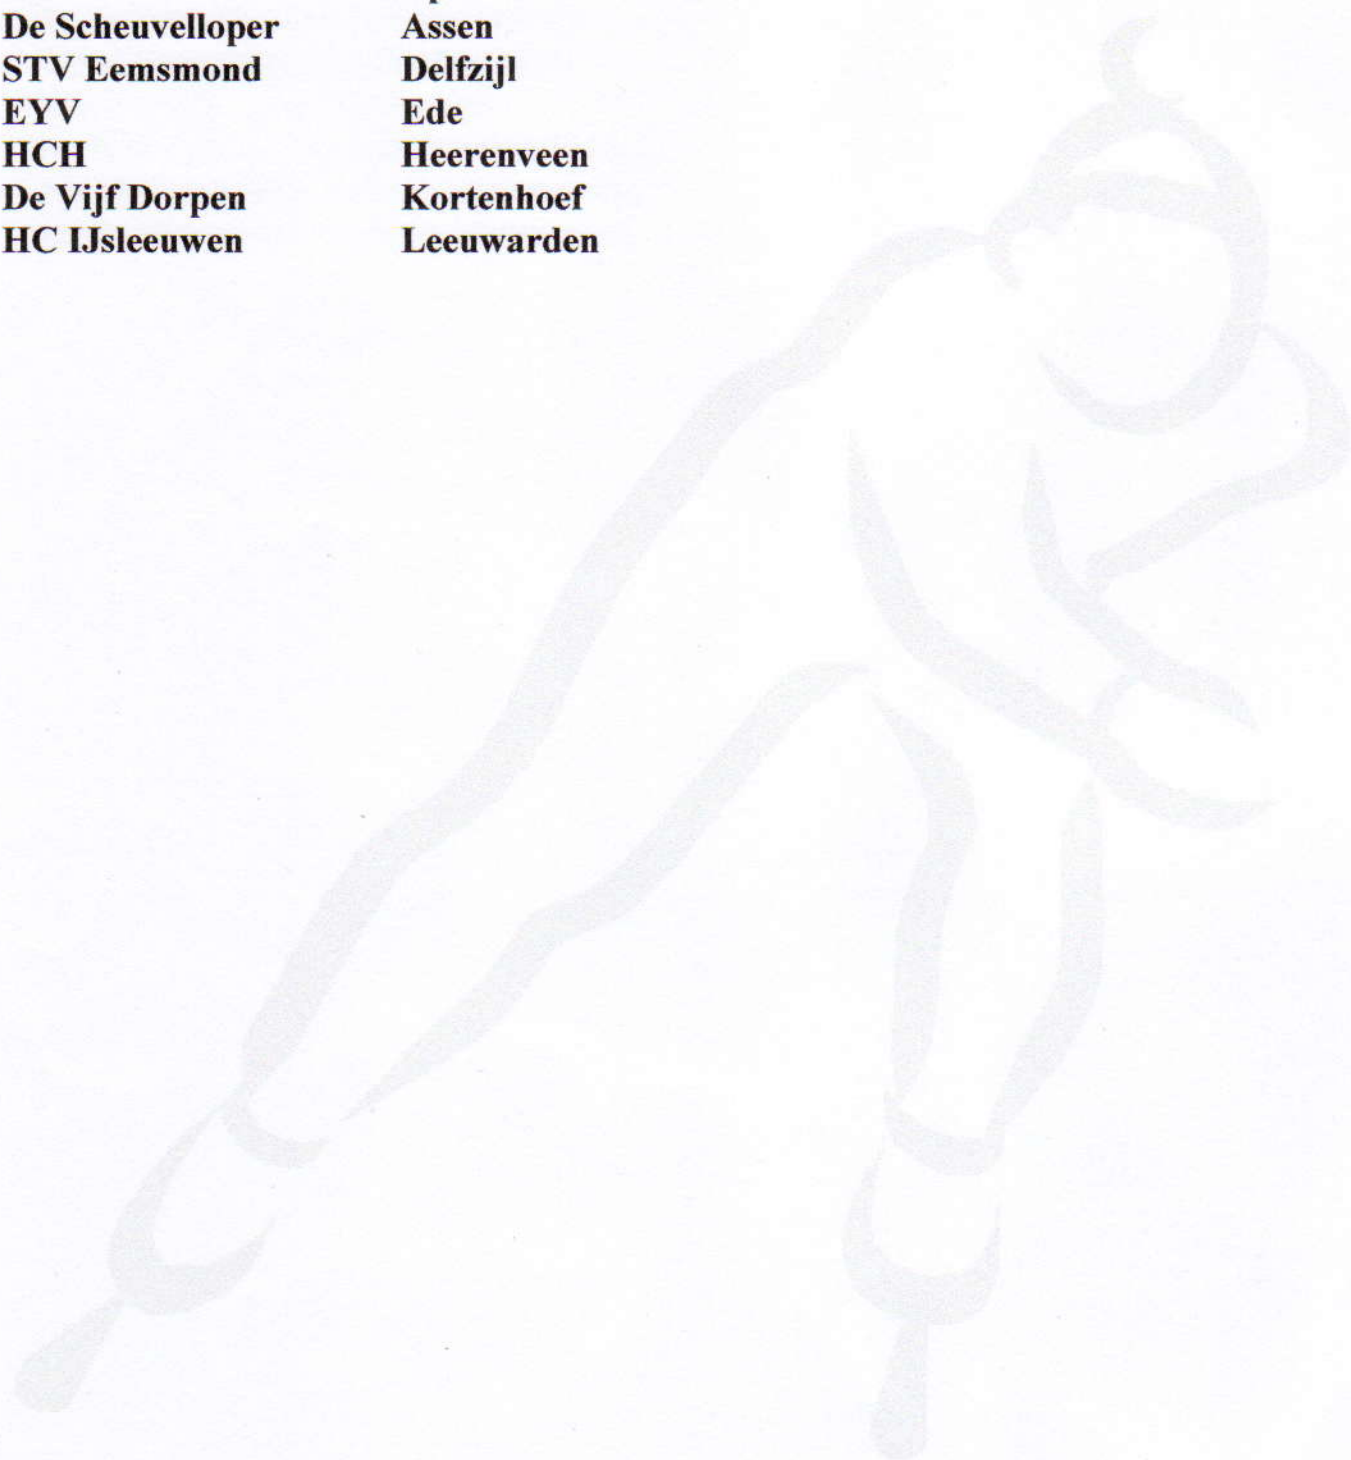 De Scheuvelloper Assen
STV Eemsmond Delfzijl
EYV Ede
HCH Heerenveen
De Vijf Dorpen Kortenhoef
HC IJsleeuwen Leeuwarden